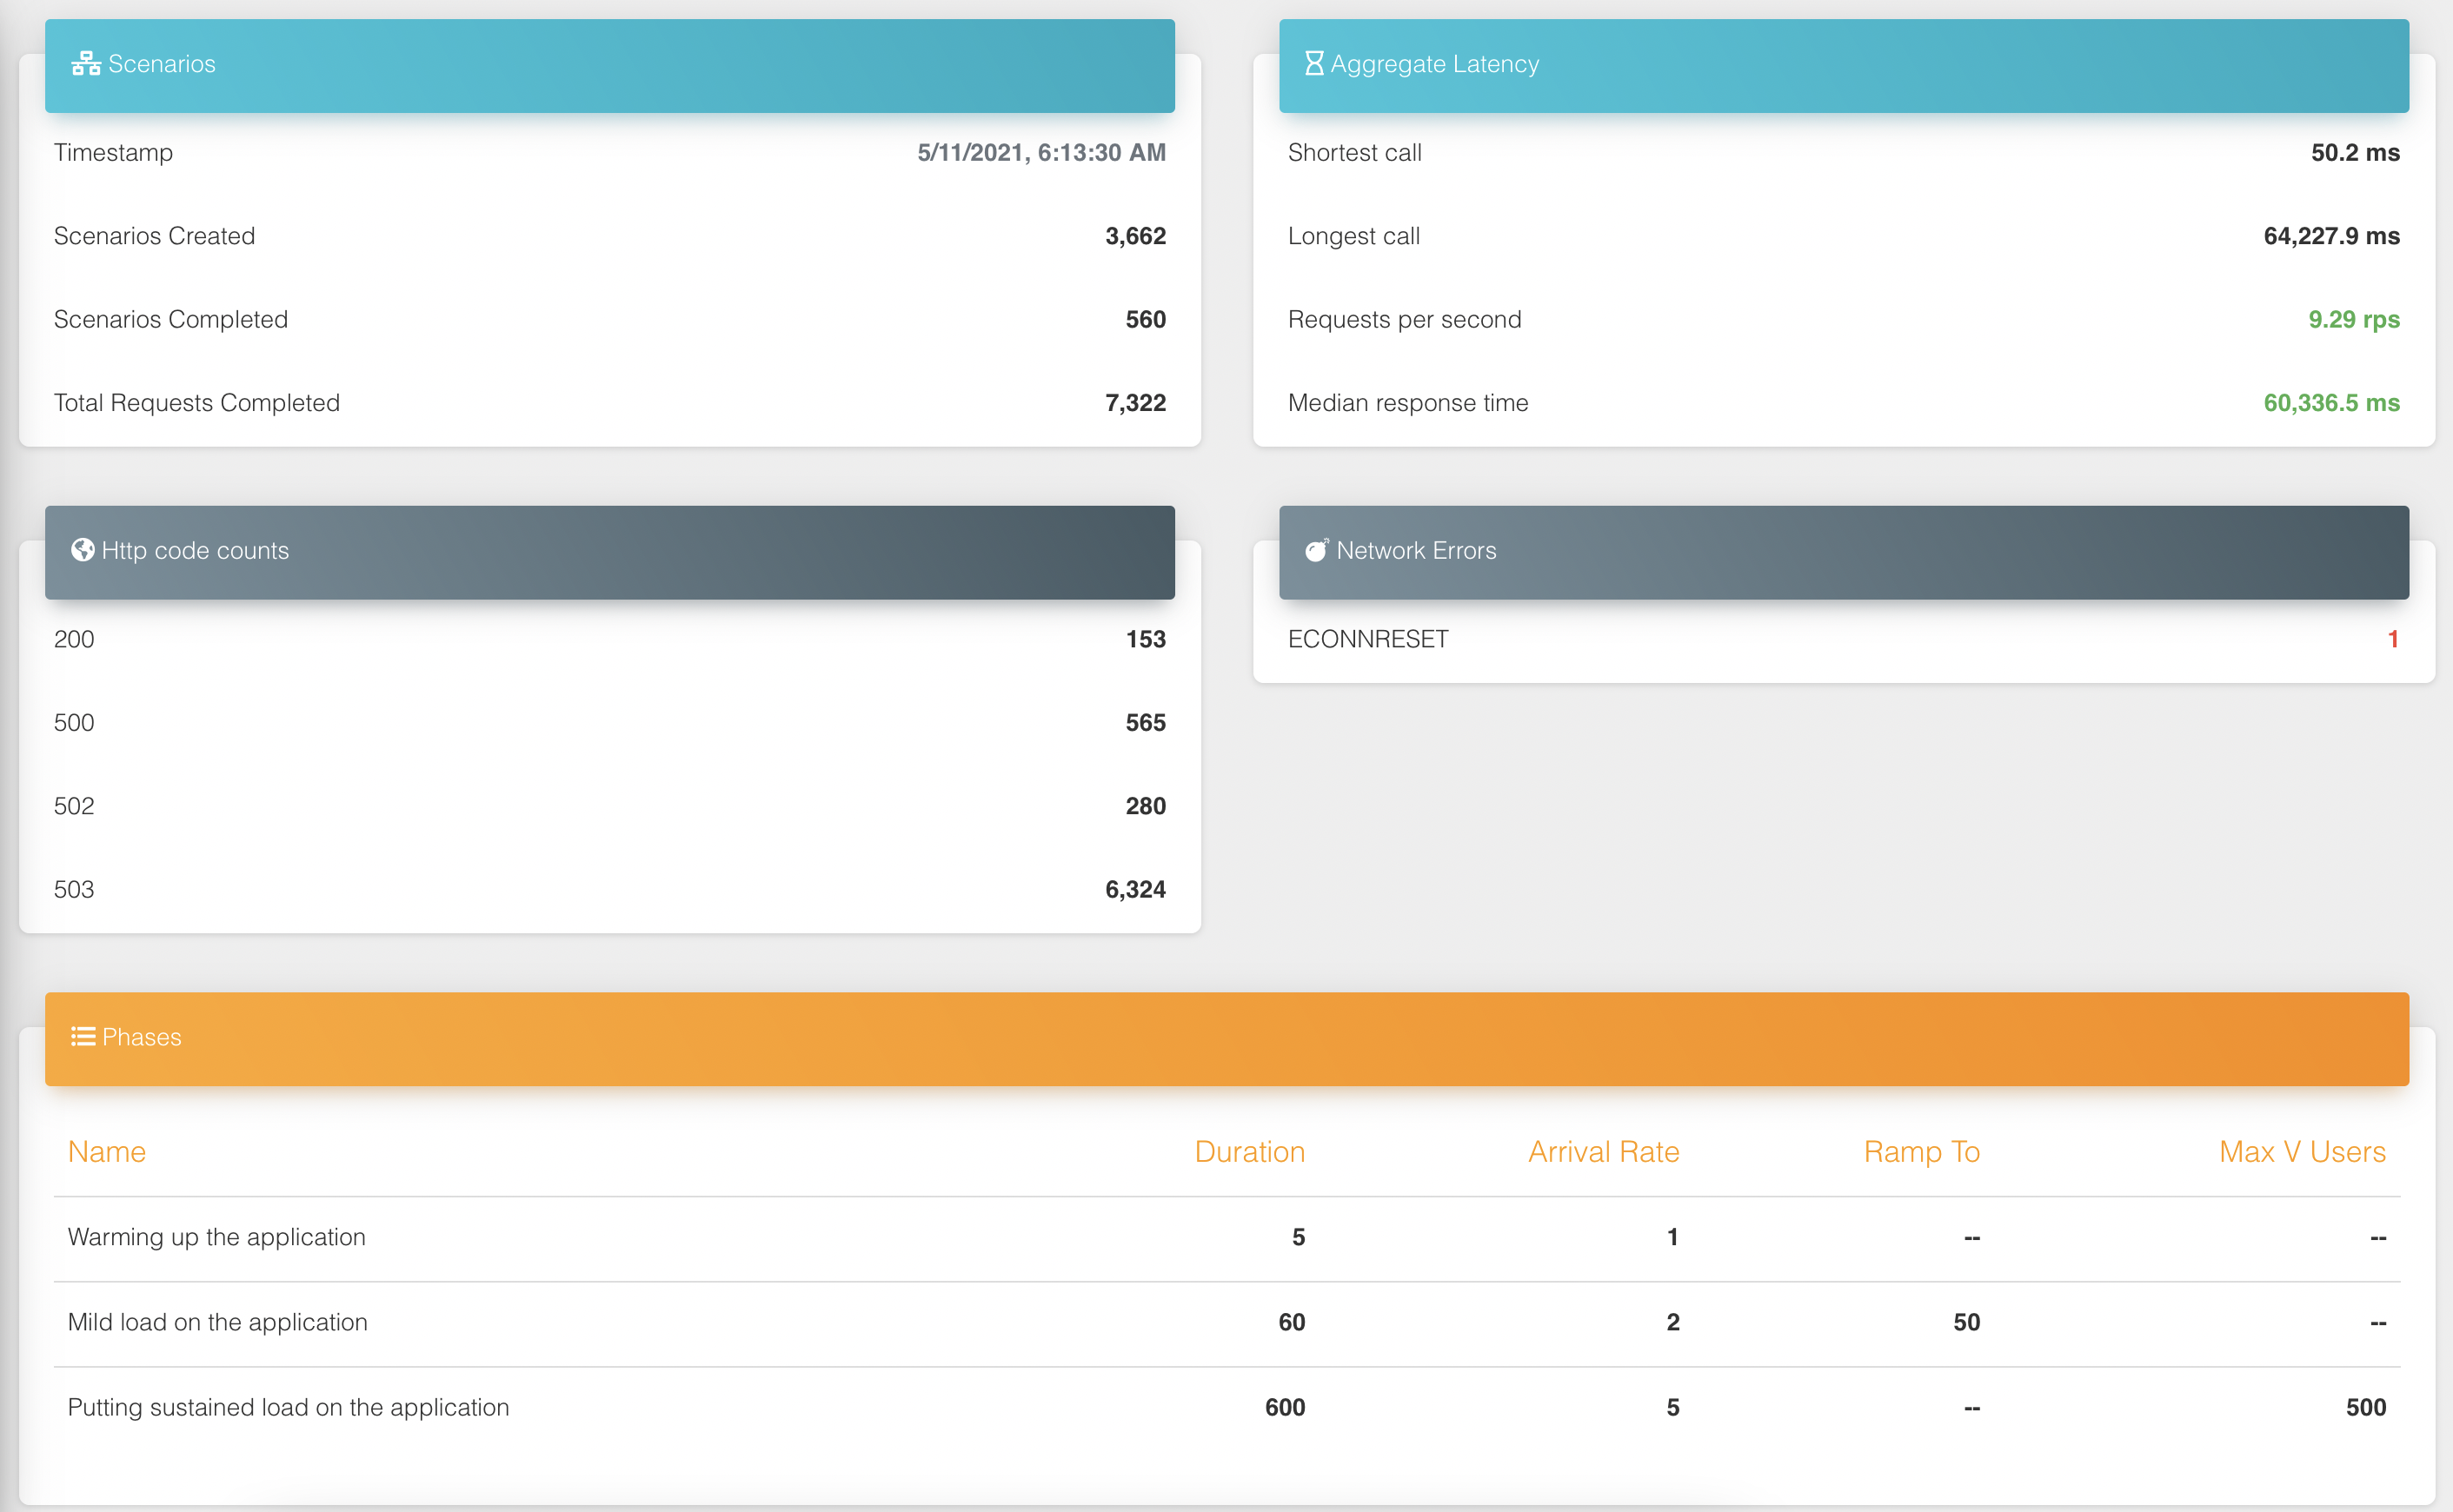 Scenarios
Timestamp 5/11/2021, 6:13:30 AM
Scenarios Created 3,662
Scenarios Completed 560
Total Requests Completed 7,322
Aggregate Latency
Shortest call 50.2 ms
Longest call 64,227.9 ms
Requests per second 9.29 rps
Median response time 60,336.5 ms
Http code counts
200 153
500 565
502 280
503 6,324
Network Errors
ECONNRESET 1
Phases
Name Duration Arrival Rate Ramp To Max V Users
Warming up the application 5 1 -- --
Mild load on the application 60 2 50 --
Putting sustained load on the application 600 5 -- 500